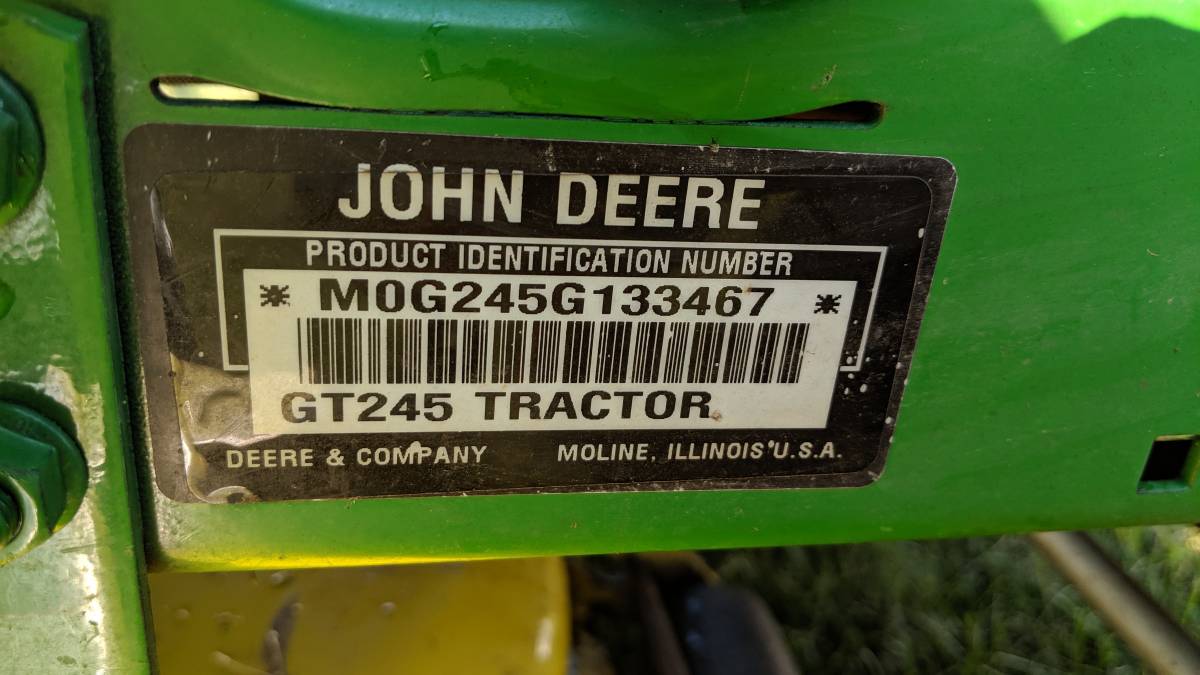 JOHN DEERE
PRODUCT IDENTIFICATION NUMBER
* M0G245G133467 *
GT245 TRACTOR
DEERE & COMPANY MOLINE, ILLINOIS U.S.A.